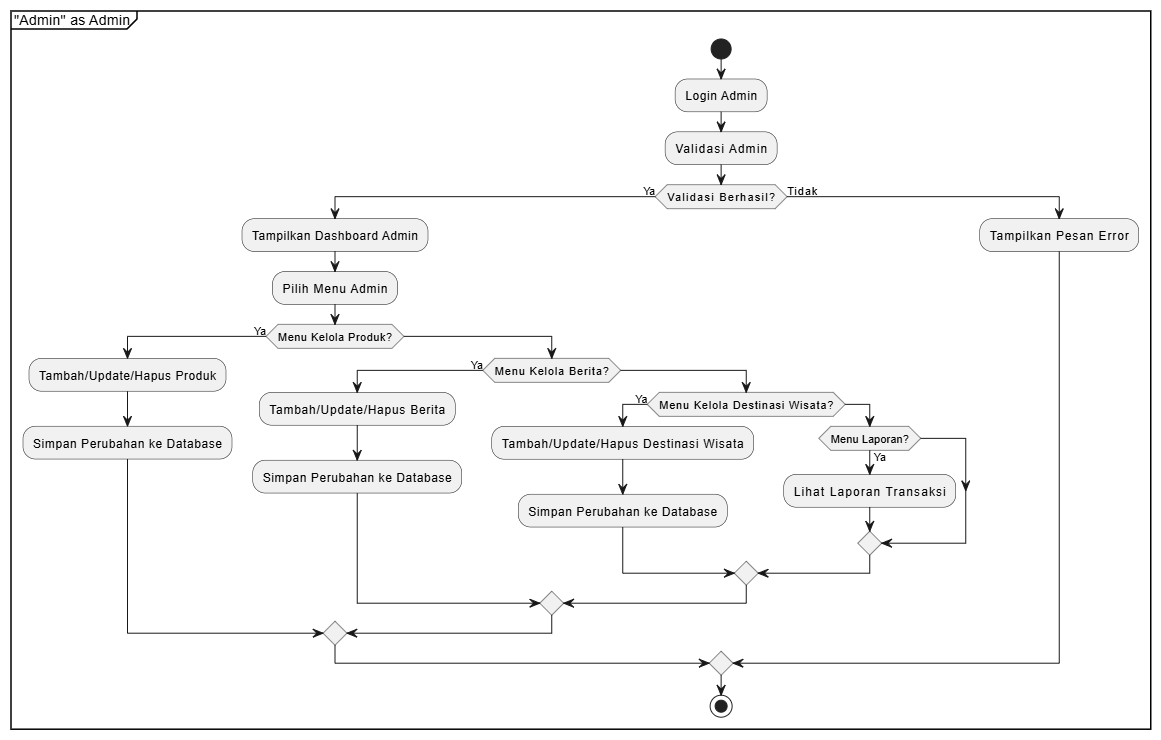 "Admin" as Admin
Login Admin
Validasi Admin
Ya
Validasi Berhasil?
Tidak
Tampilkan Dashboard Admin
Tampilkan Pesan Error
Pilih Menu Admin
Ya
Menu Kelola Produk?
Tambah/Update/Hapus Produk
Simpan Perubahan ke Database
Ya
Menu Kelola Berita?
Tambah/Update/Hapus Berita
Simpan Perubahan ke Database
Ya
Menu Kelola Destinasi Wisata?
Tambah/Update/Hapus Destinasi Wisata
Simpan Perubahan ke Database
Menu Laporan?
Ya
Lihat Laporan Transaksi